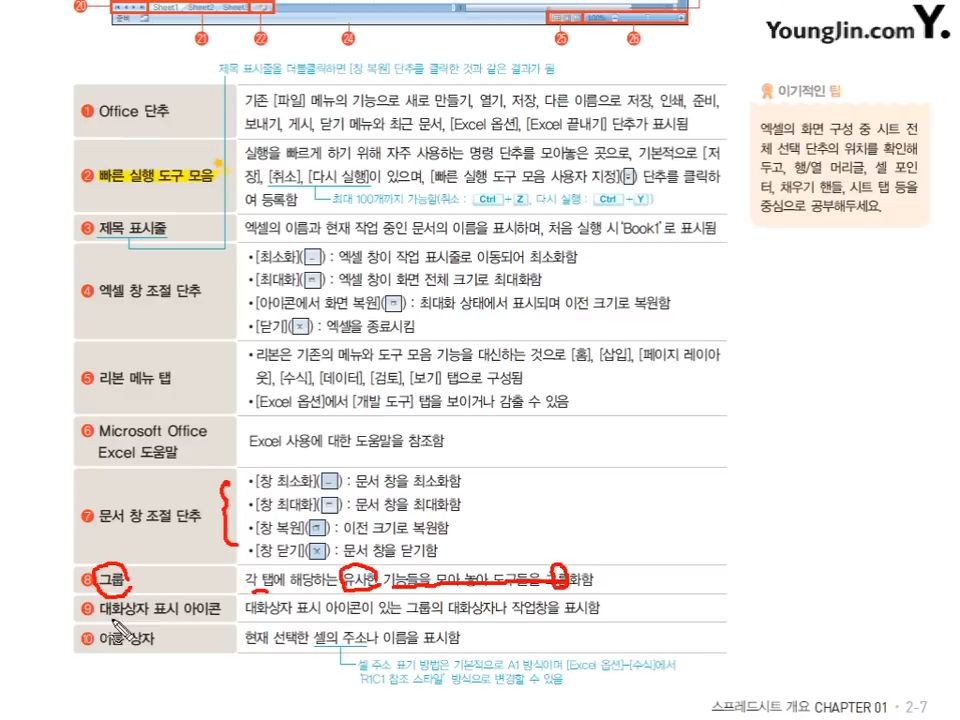 20 Sheet1 Sheet2 Sheet3
준비 100%
21 22 24 25 26
YoungJin.com Y.
제목 표시줄을 더블클릭하면 [창 복원] 단추를 클릭한 것과 같은 결과가 됨
이기적인 팁
엑셀의 화면 구성 중 시트 전
체 선택 단추의 위치를 확인해
두고, 행/열 머리글, 셀 포인
터, 채우기 핸들, 시트 탭 등을
중심으로 공부해두세요.
1 Office 단추
기존 [파일] 메뉴의 기능으로 새로 만들기, 열기, 저장, 다른 이름으로 저장, 인쇄, 준비,
보내기, 게시, 닫기 메뉴와 최근 문서, [Excel 옵션], [Excel 끝내기] 단추가 표시됨
2 빠른 실행 도구 모음
실행을 빠르게 하기 위해 자주 사용하는 명령 단추를 모아놓은 곳으로, 기본적으로 [저
장], [취소], [다시 실행]이 있으며, [빠른 실행 도구 모음 사용자 지정]() 단추를 클릭하
여 등록함
최대 100개까지 가능함(취소 : Ctrl + Z, 다시 실행 : Ctrl + Y)
3 제목 표시줄
엑셀의 이름과 현재 작업 중인 문서의 이름을 표시하며, 처음 실행 시 'Book1'로 표시됨
4 엑셀 창 조절 단추
• [최소화]() : 엑셀 창이 작업 표시줄로 이동되어 최소화함
• [최대화]() : 엑셀 창이 화면 전체 크기로 최대화함
• [아이콘에서 화면 복원]() : 최대화 상태에서 표시되며 이전 크기로 복원함
• [닫기]() : 엑셀을 종료시킴
5 리본 메뉴 탭
• 리본은 기존의 메뉴와 도구 모음 기능을 대신하는 것으로 [홈], [삽입], [페이지 레이아
웃], [수식], [데이터], [검토], [보기] 탭으로 구성됨
• [Excel 옵션]에서 [개발 도구] 탭을 보이거나 감출 수 있음
6 Microsoft Office
Excel 도움말
Excel 사용에 대한 도움말을 참조함
7 문서 창 조절 단추
• [창 최소화]() : 문서 창을 최소화함
• [창 최대화]() : 문서 창을 최대화함
• [창 복원]() : 이전 크기로 복원함
• [창 닫기]() : 문서 창을 닫기함
8 그룹
각 탭에 해당하는 유사한 기능들을 모아 놓아 도구들을 그룹화함
9 대화상자 표시 아이콘
대화상자 표시 아이콘이 있는 그룹의 대화상자나 작업창을 표시함
10 이름 상자
현재 선택한 셀의 주소나 이름을 표시함
셀 주소 표기 방법은 기본적으로 A1 방식이며 [Excel 옵션]-[수식]에서
'R1C1 참조 스타일' 방식으로 변경할 수 있음
스프레드시트 개요 CHAPTER 01 • 2-7